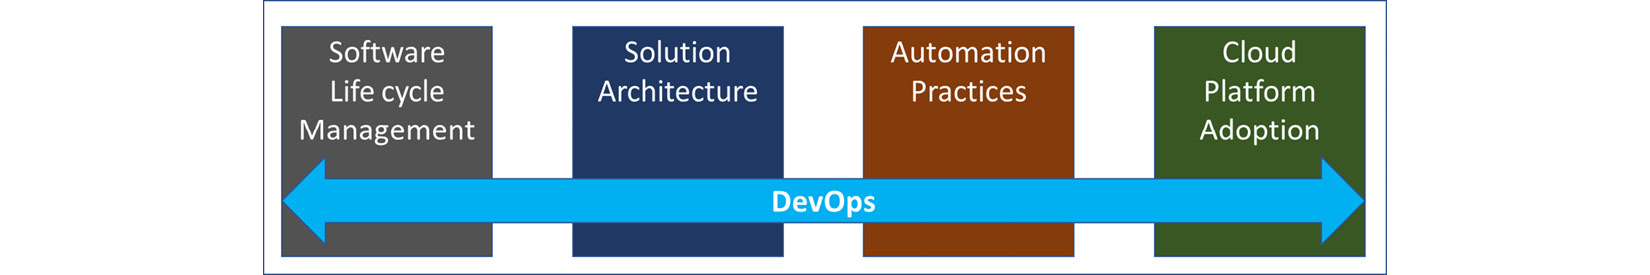 Software
Life cycle
Management
Solution
Architecture
Automation
Practices
Cloud
Platform
Adoption
DevOps